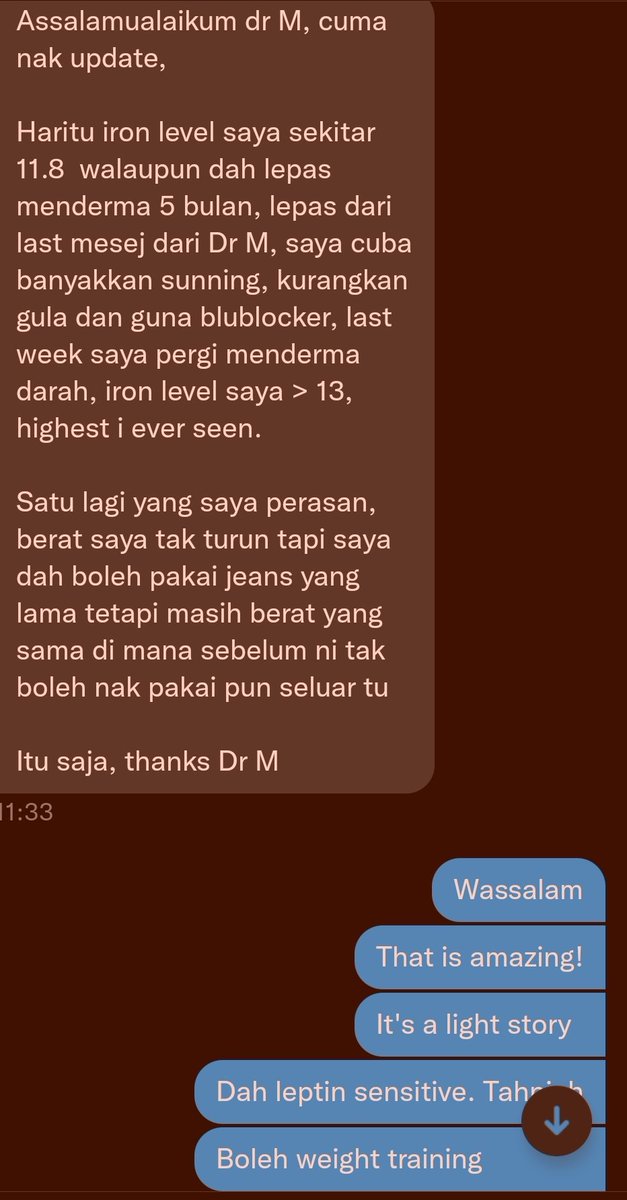 Assalamualaikum dr M, cuma
nak update,
Haritu iron level saya sekitar
11.8 walaupun dah lepas
menderma 5 bulan, lepas dari
last mesej dari Dr M, saya cuba
banyakkan sunning, kurangkan
gula dan guna blublocker, last
week saya pergi menderma
darah, iron level saya > 13,
highest i ever seen.
Satu lagi yang saya perasan,
berat saya tak turun tapi saya
dah boleh pakai jeans yang
lama tetapi masih berat yang
sama di mana sebelum ni tak
boleh nak pakai pun seluar tu
Itu saja, thanks Dr M
11:33
Wassalam
That is amazing!
It's a light story
Dah leptin sensitive.
Boleh weight training